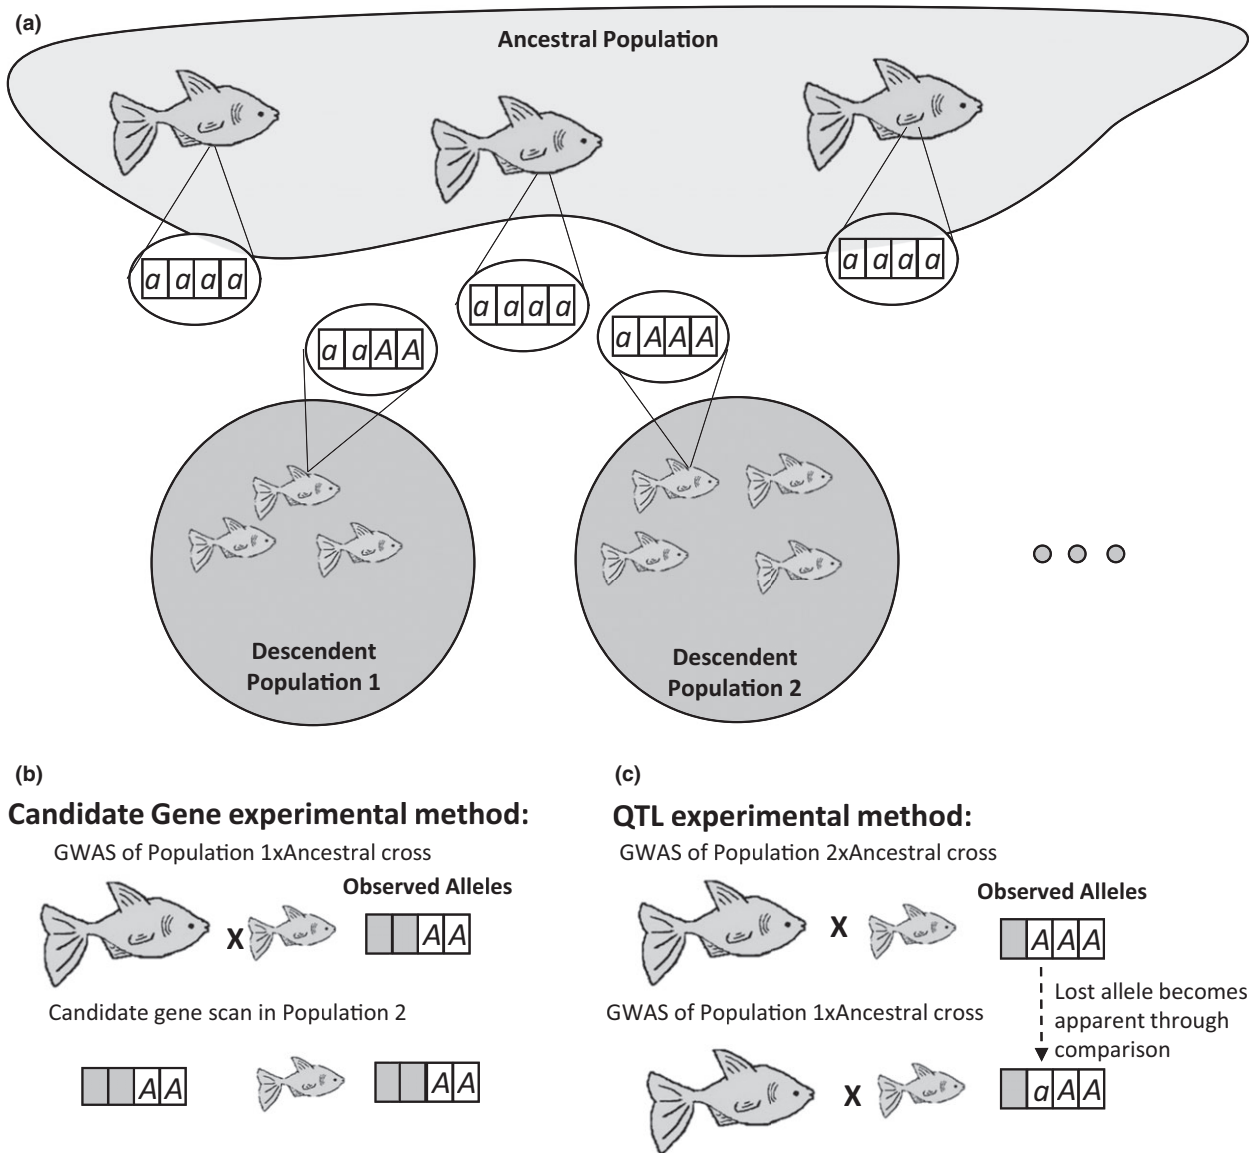 (a)
Ancestral Population
a a a a
a a a a
a a a a
a a A A
a A A A
Descendent
Population 1
Descendent
Population 2
(b)
Candidate Gene experimental method:
GWAS of Population 1xAncestral cross
Observed Alleles
X
A A
Candidate gene scan in Population 2
A A
A A
(c)
QTL experimental method:
GWAS of Population 2xAncestral cross
Observed Alleles
X
A A A
Lost allele becomes
apparent through
comparison
GWAS of Population 1xAncestral cross
X
a A A